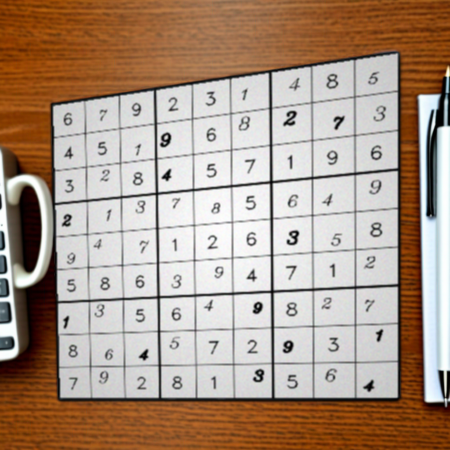 6 7 9 2 3 1 4 8 5
4 5 1 9 6 8 2 7 3
3 2 8 4 5 7 1 9 6
2 1 3 7 8 5 6 4 9
9 4 7 1 2 6 3 5 8
5 8 6 3 9 4 7 1 2
1 3 5 6 4 9 8 2 7
8 6 4 5 7 2 9 3 1
7 9 2 8 1 3 5 6 4